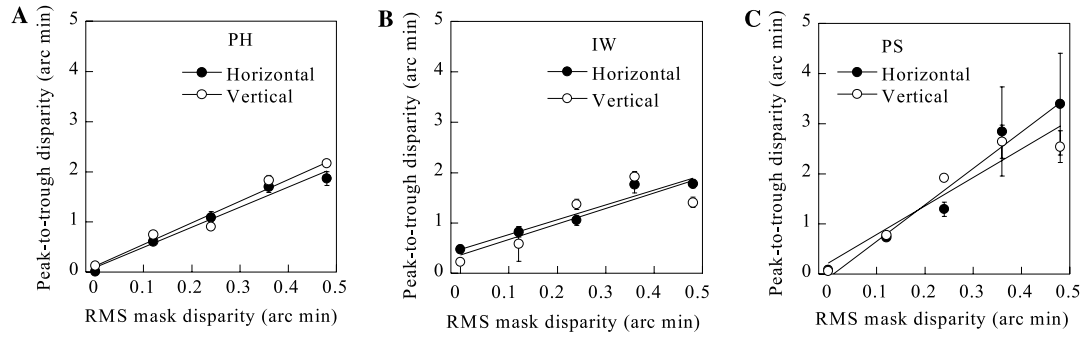 A
PH
Horizontal
Vertical
Peak-to-trough disparity (arc min)
5
4
3
2
1
0
0 0.1 0.2 0.3 0.4 0.5
RMS mask disparity (arc min)
B
IW
Horizontal
Vertical
Peak-to-trough disparity (arc min)
5
4
3
2
1
0
0 0.1 0.2 0.3 0.4 0.5
RMS mask disparity (arc min)
C
PS
Horizontal
Vertical
Peak-to-trough disparity (arc min)
5
4
3
2
1
0
0 0.1 0.2 0.3 0.4 0.5
RMS mask disparity (arc min)